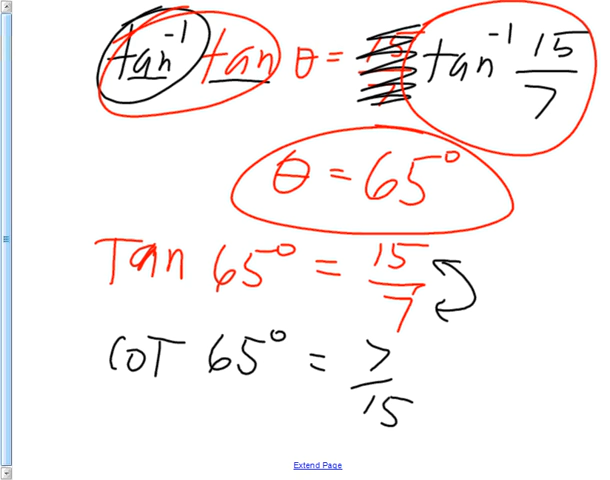 tan⁻¹ tan θ = tan⁻¹ 15/7
θ = 65°
Tan 65° = 15/7
COT 65° = 7/15
Extend Page